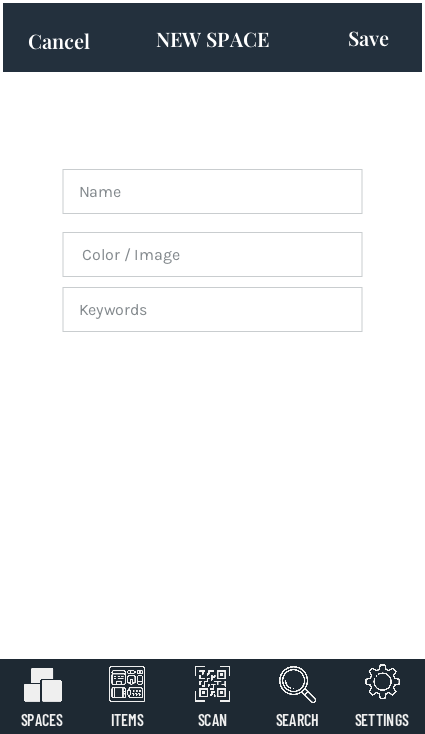 Cancel NEW SPACE Save
Name
Color / Image
Keywords
SPACES ITEMS SCAN SEARCH SETTINGS